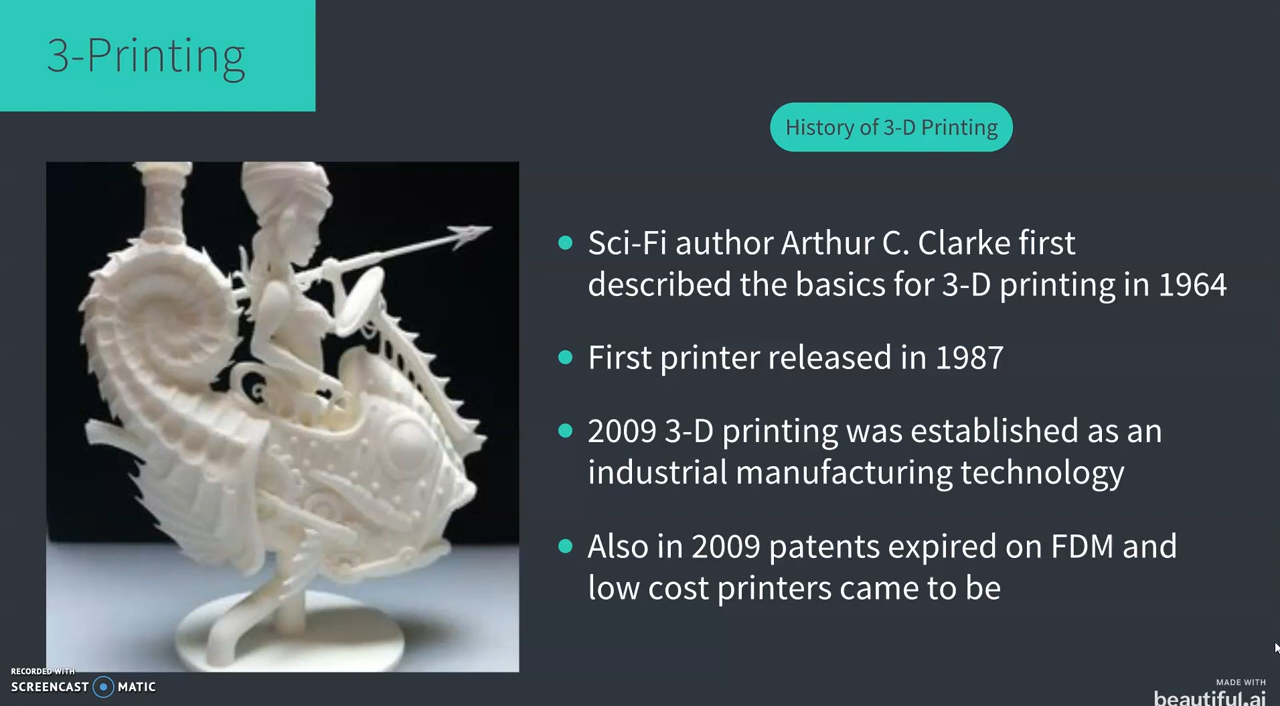 3-Printing
History of 3-D Printing
Sci-Fi author Arthur C. Clarke first
described the basics for 3-D printing in 1964
First printer released in 1987
2009 3-D printing was established as an
industrial manufacturing technology
Also in 2009 patents expired on FDM and
low cost printers came to be
RECORDED WITH
SCREENCAST MATIC
MADE WITH
beautiful.ai